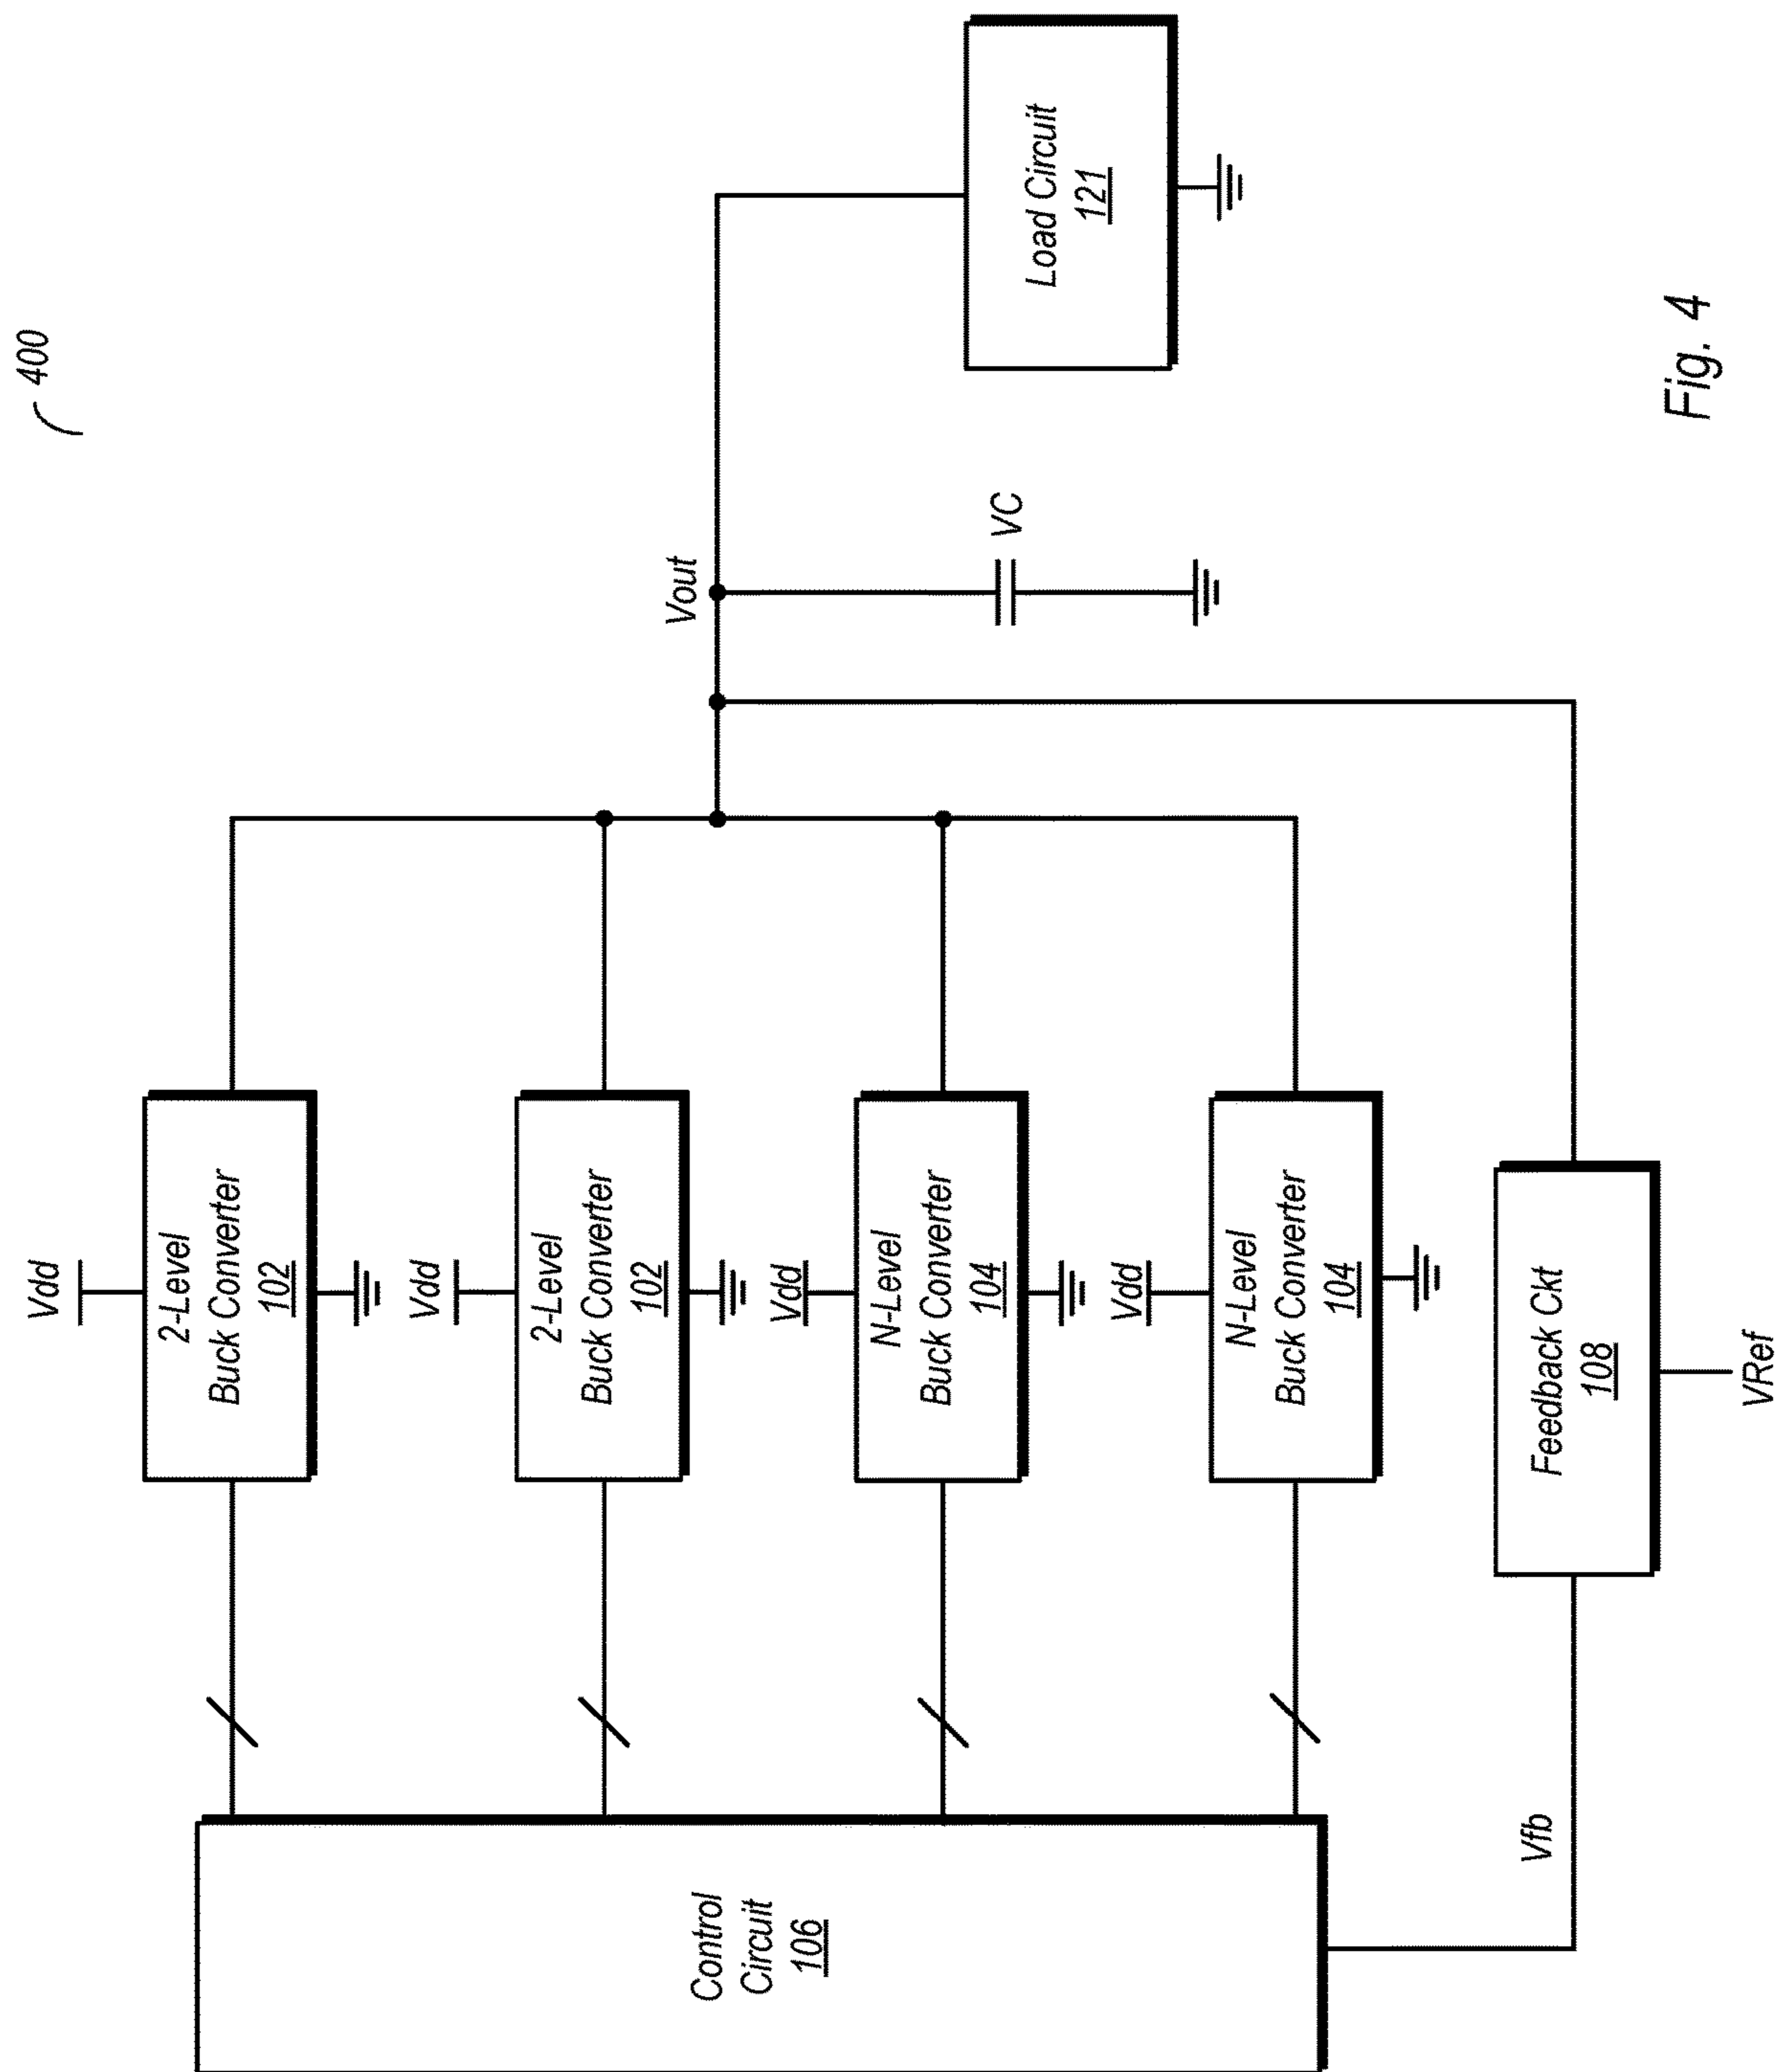 400
Vdd
2-Level
Buck Converter
102
Vdd
2-Level
Buck Converter
102
Vdd
N-Level
Buck Converter
104
Vdd
N-Level
Buck Converter
104
Control
Circuit
106
Vfb
Feedback Ckt
108
VRef
Vout
VC
Load Circuit
121
Fig. 4